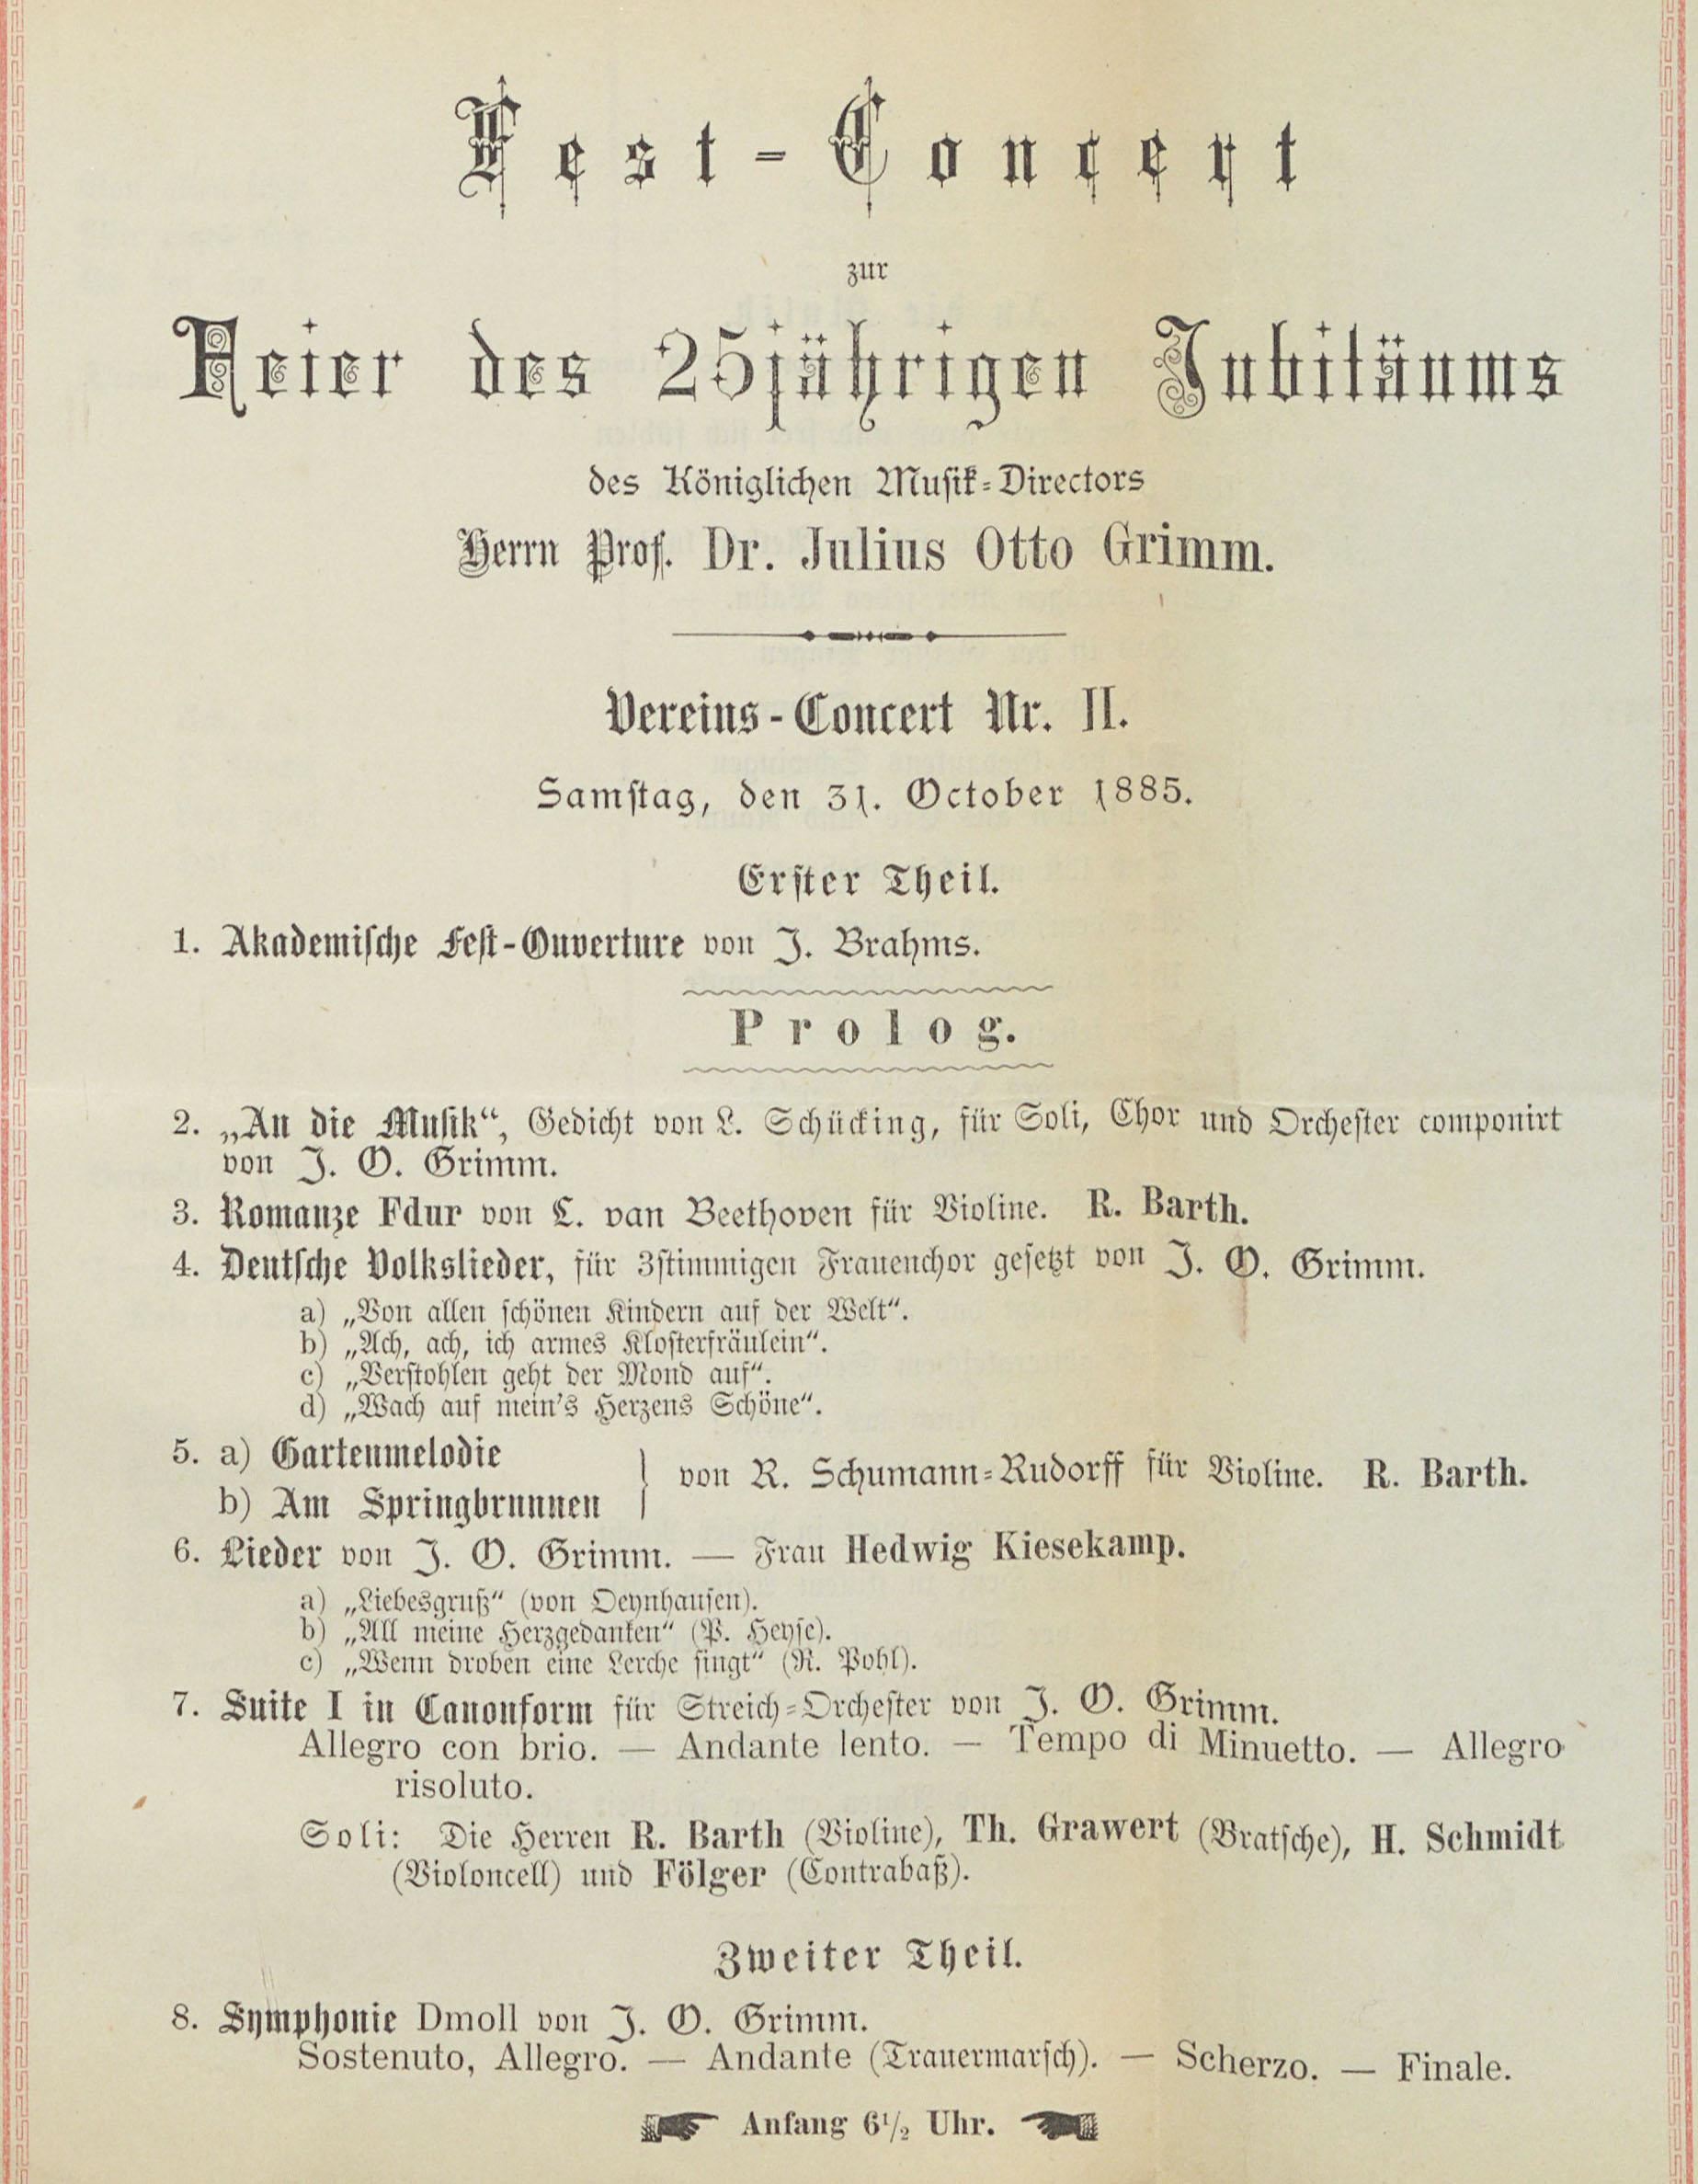 Fest-Concert
zur
Feier des 25jährigen Jubiläums
des Königlichen Musik-Directors
Herrn Prof. Dr. Julius Otto Grimm.
Vereins-Concert Nr. II.
Samstag, den 31. October 1885.
Erster Theil.
1. Akademische Fest-Ouverture von J. Brahms.
Prolog.
2. „An die Musik“, Gedicht von L. Schücking, für Soli, Chor und Orchester componirt
von J. O. Grimm.
3. Romanze Fdur von L. van Beethoven für Violine. R. Barth.
4. Deutsche Volkslieder, für 3stimmigen Frauenchor gesetzt von J. O. Grimm.
a) „Von allen schönen Kindern auf der Welt“.
b) „Ach, ach, ich armes Klosterfräulein“.
c) „Verstohlen geht der Mond auf“.
d) „Wach auf mein's Herzens Schöne“.
5. a) Gartenmelodie
b) Am Springbrunnen } von R. Schumann-Rudorff für Violine. R. Barth.
6. Lieder von J. O. Grimm. — Frau Hedwig Kiesekamp.
a) „Liebesgruß“ (von Oeynhausen).
b) „All meine Herzgedanken“ (P. Heyse).
c) „Wenn droben eine Lerche singt“ (R. Pohl).
7. Suite I in Canonform für Streich-Orchester von J. O. Grimm.
Allegro con brio. — Andante lento. — Tempo di Minuetto. — Allegro
risoluto.
Soli: Die Herren R. Barth (Violine), Th. Grawert (Bratsche), H. Schmidt
(Violoncell) und Fölger (Contrabaß).
Zweiter Theil.
8. Symphonie Dmoll von J. O. Grimm.
Sostenuto, Allegro. — Andante (Trauermarsch). — Scherzo. — Finale.
Anfang 6½ Uhr.